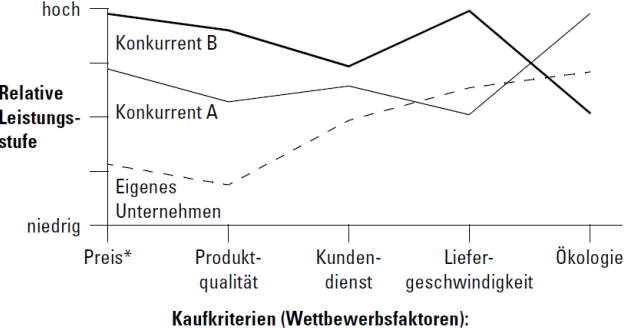 hoch
Konkurrent B
Relative
Leistungs-
stufe
Konkurrent A
Eigenes
Unternehmen
niedrig
Preis*
Produkt-
qualität
Kunden-
dienst
Liefer-
geschwindigkeit
Ökologie
Kaufkriterien (Wettbewerbsfaktoren):